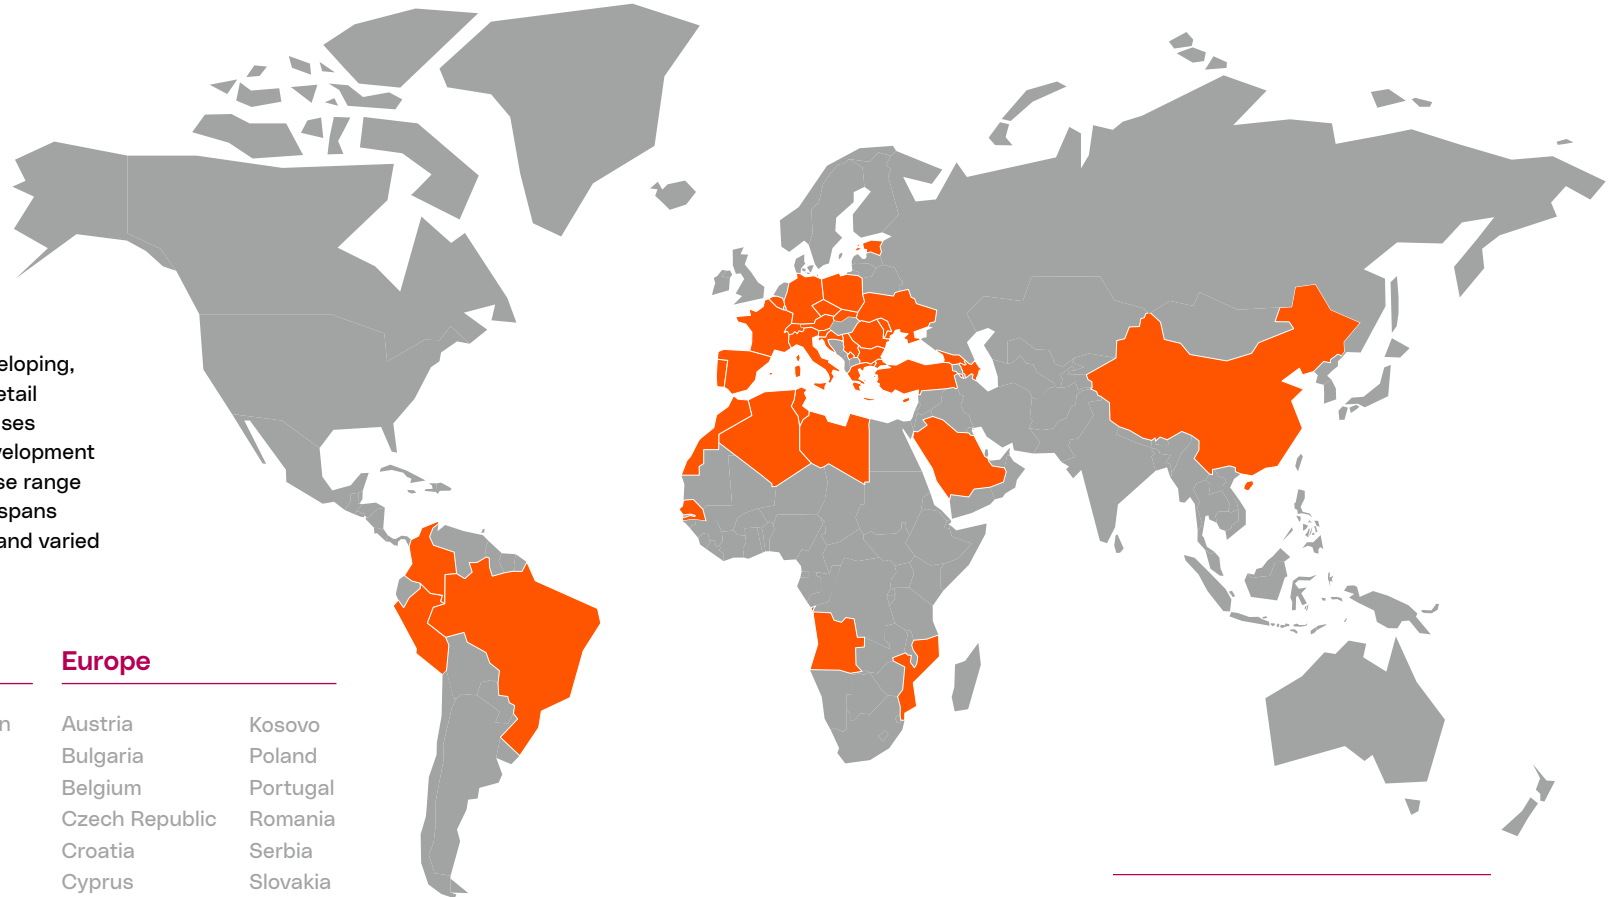 eloping,
etail
ses
velopment
se range
spans
and varied
Europe
n
Austria
Bulgaria
Belgium
Czech Republic
Croatia
Cyprus
Kosovo
Poland
Portugal
Romania
Serbia
Slovakia